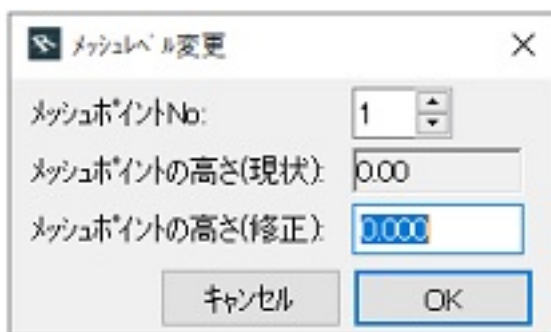 メッシュレベル変更
メッシュポイントNo: 1
メッシュポイントの高さ(現状): 0.00
メッシュポイントの高さ(修正): 0.000
キャンセル OK